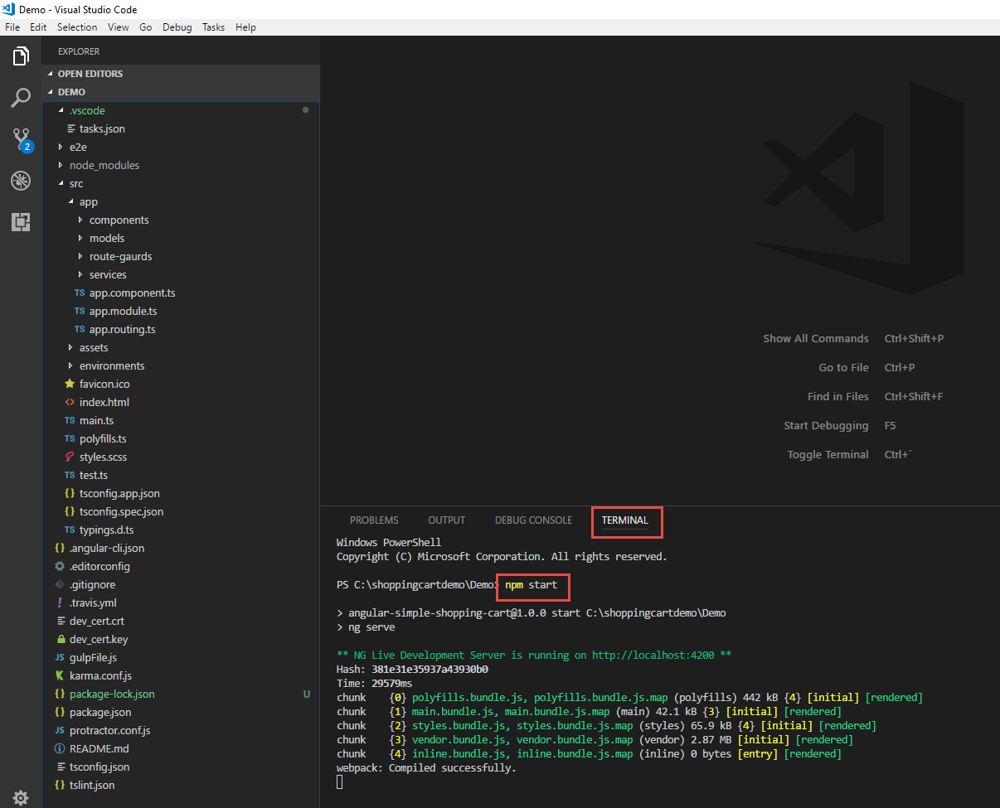 Demo - Visual Studio Code
File Edit Selection View Go Debug Tasks Help
EXPLORER
OPEN EDITORS
DEMO
.vscode
tasks.json
e2e
node_modules
src
app
components
models
route-gaurds
services
TS app.component.ts
TS app.module.ts
TS app.routing.ts
assets
environments
favicon.ico
<> index.html
TS main.ts
TS polyfills.ts
styles.scss
TS test.ts
{} tsconfig.app.json
{} tsconfig.spec.json
TS typings.d.ts
{} .angular-cli.json
.editorconfig
.gitignore
! .travis.yml
dev_cert.crt
dev_cert.key
JS gulpFile.js
karma.conf.js
{} package-lock.json U
{} package.json
JS protractor.conf.js
README.md
tsconfig.json
{} tslint.json
2
Show All Commands Ctrl+Shift+P
Go to File Ctrl+P
Find in Files Ctrl+Shift+F
Start Debugging F5
Toggle Terminal Ctrl+`
PROBLEMS OUTPUT DEBUG CONSOLE TERMINAL
Windows PowerShell
Copyright (C) Microsoft Corporation. All rights reserved.
PS C:\shoppingcartdemo\Demo> npm start
> angular-simple-shopping-cart@1.0.0 start C:\shoppingcartdemo\Demo
> ng serve
** NG Live Development Server is running on http://localhost:4200 **
Hash: 381e31e35937a43930b0
Time: 29579ms
chunk {0} polyfills.bundle.js, polyfills.bundle.js.map (polyfills) 442 kB {4} [initial] [rendered]
chunk {1} main.bundle.js, main.bundle.js.map (main) 42.1 kB {3} [initial] [rendered]
chunk {2} styles.bundle.js, styles.bundle.js.map (styles) 65.9 kB {4} [initial] [rendered]
chunk {3} vendor.bundle.js, vendor.bundle.js.map (vendor) 2.87 MB [initial] [rendered]
chunk {4} inline.bundle.js, inline.bundle.js.map (inline) 0 bytes [entry] [rendered]
webpack: Compiled successfully.